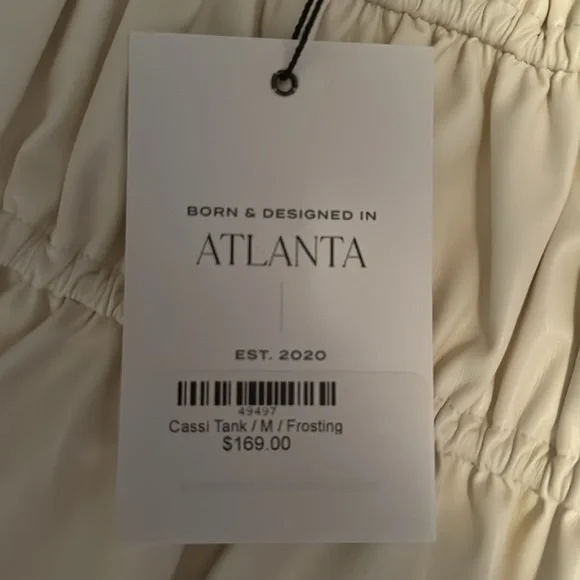 BORN & DESIGNED IN
ATLANTA
EST. 2020
49497
Cassi Tank / M / Frosting
$169.00